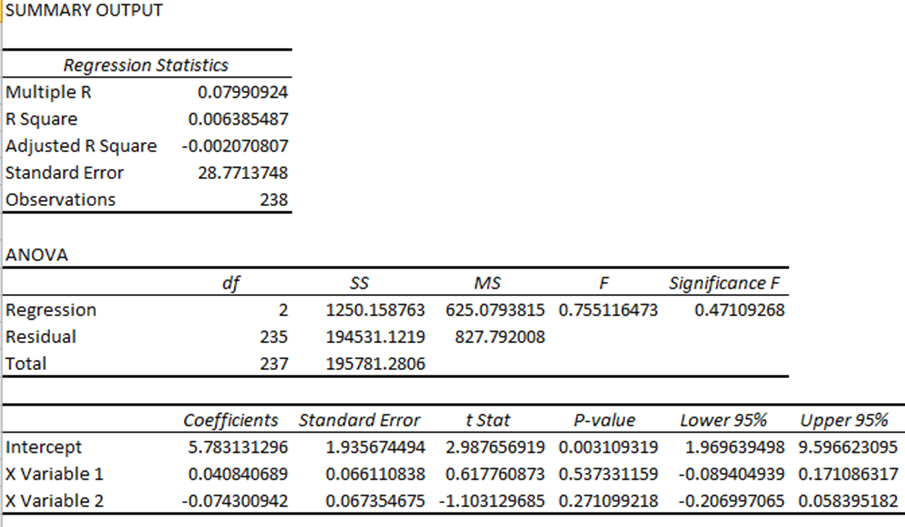 SUMMARY OUTPUT
Regression Statistics
Multiple R 0.07990924
R Square 0.006385487
Adjusted R Square -0.002070807
Standard Error 28.7713748
Observations 238
ANOVA
df SS MS F Significance F
Regression 2 1250.158763 625.0793815 0.755116473 0.47109268
Residual 235 194531.1219 827.792008
Total 237 195781.2806
Coefficients Standard Error t Stat P-value Lower 95% Upper 95%
Intercept 5.783131296 1.935674494 2.987656919 0.003109319 1.969639498 9.596623095
X Variable 1 0.040840689 0.066110838 0.617760873 0.537331159 -0.089404939 0.171086317
X Variable 2 -0.074300942 0.067354675 -1.103129685 0.271099218 -0.206997065 0.058395182